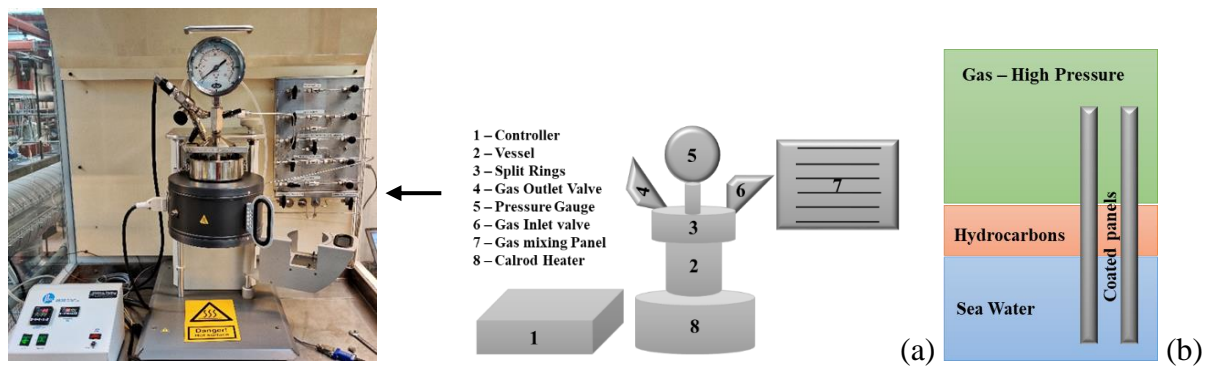 Danger!
1 – Controller
2 – Vessel
3 – Split Rings
4 – Gas Outlet Valve
5 – Pressure Gauge
6 – Gas Inlet valve
7 – Gas mixing Panel
8 – Calrod Heater
5
4
6
7
3
2
1
8
(a)
Gas – High Pressure
Hydrocarbons
Coated panels
Sea Water
(b)